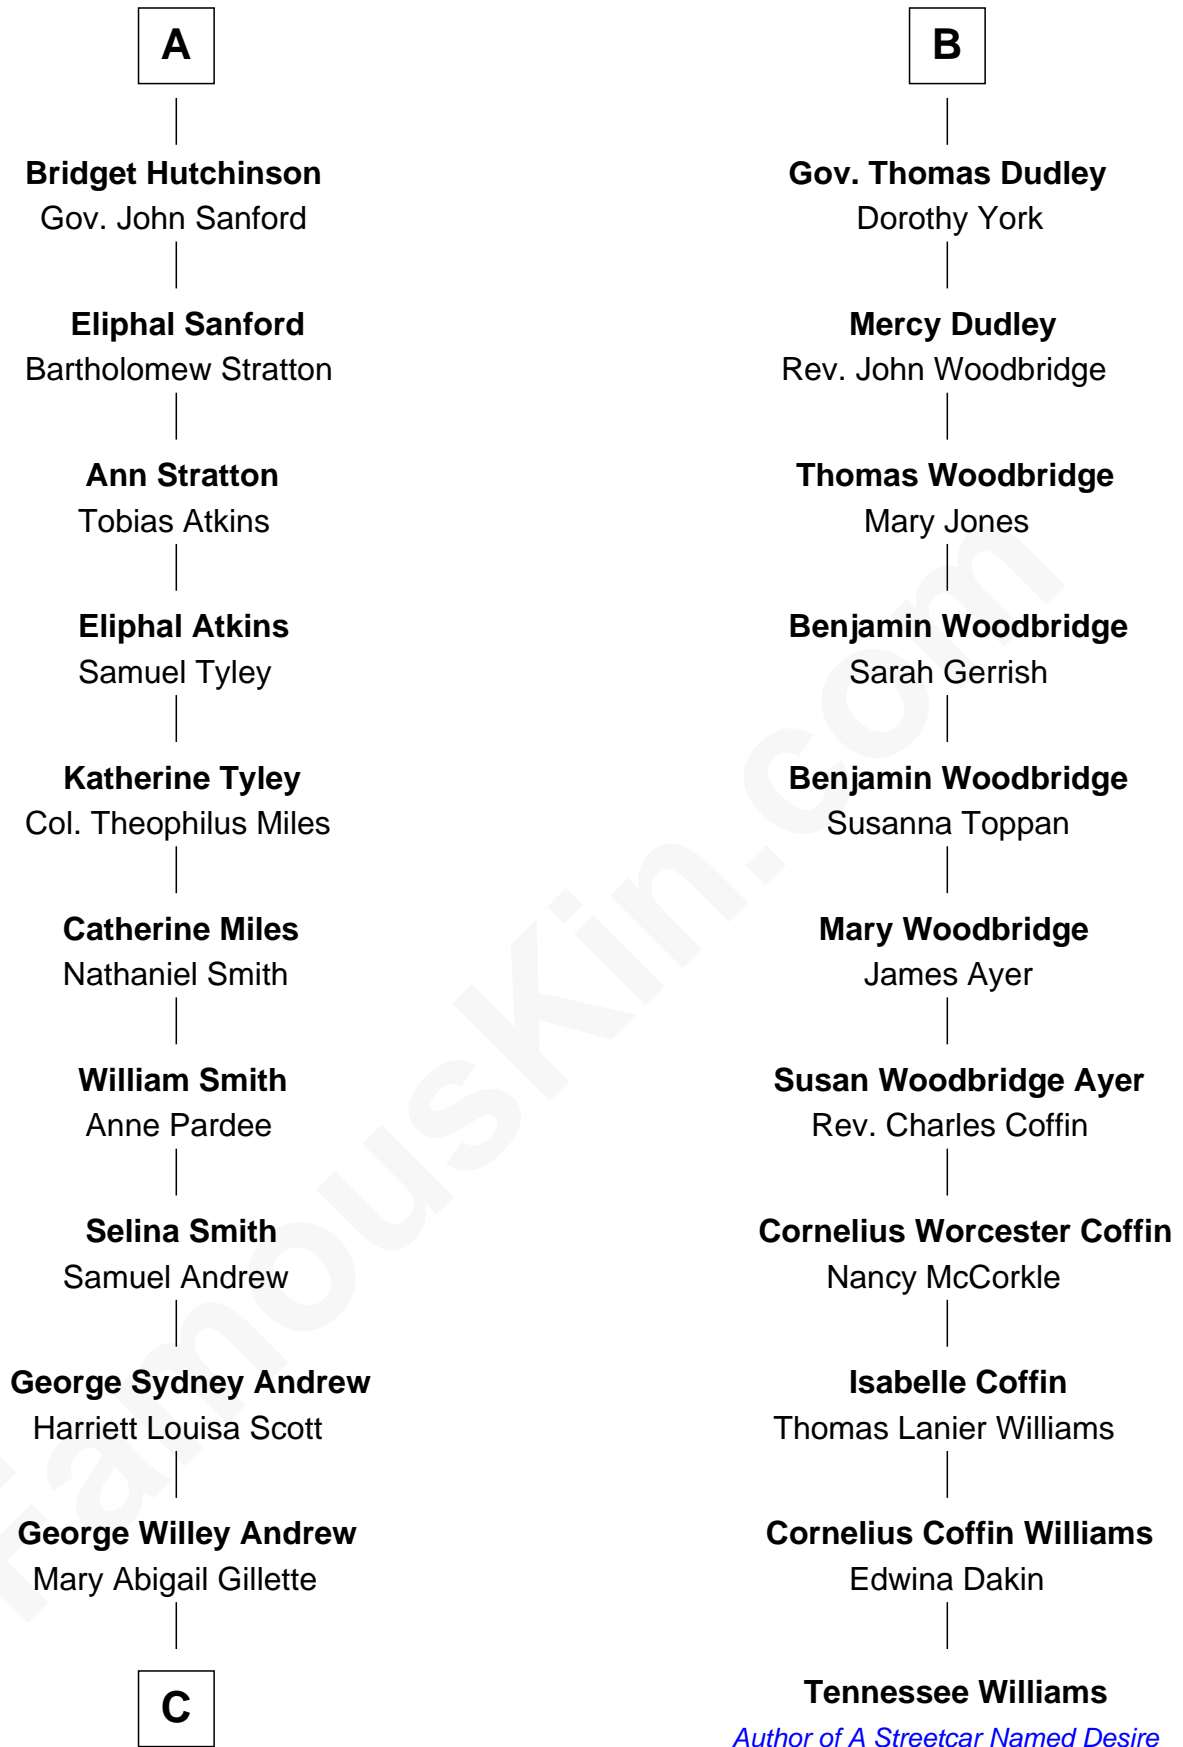 A
Bridget Hutchinson
Gov. John Sanford
Eliphal Sanford
Bartholomew Stratton
Ann Stratton
Tobias Atkins
Eliphal Atkins
Samuel Tyley
Katherine Tyley
Col. Theophilus Miles
Catherine Miles
Nathaniel Smith
William Smith
Anne Pardee
Selina Smith
Samuel Andrew
George Sydney Andrew
Harriett Louisa Scott
George Willey Andrew
Mary Abigail Gillette
C
B
Gov. Thomas Dudley
Dorothy York
Mercy Dudley
Rev. John Woodbridge
Thomas Woodbridge
Mary Jones
Benjamin Woodbridge
Sarah Gerrish
Benjamin Woodbridge
Susanna Toppan
Mary Woodbridge
James Ayer
Susan Woodbridge Ayer
Rev. Charles Coffin
Cornelius Worcester Coffin
Nancy McCorkle
Isabelle Coffin
Thomas Lanier Williams
Cornelius Coffin Williams
Edwina Dakin
Tennessee Williams
Author of A Streetcar Named Desire
FamousKin.com